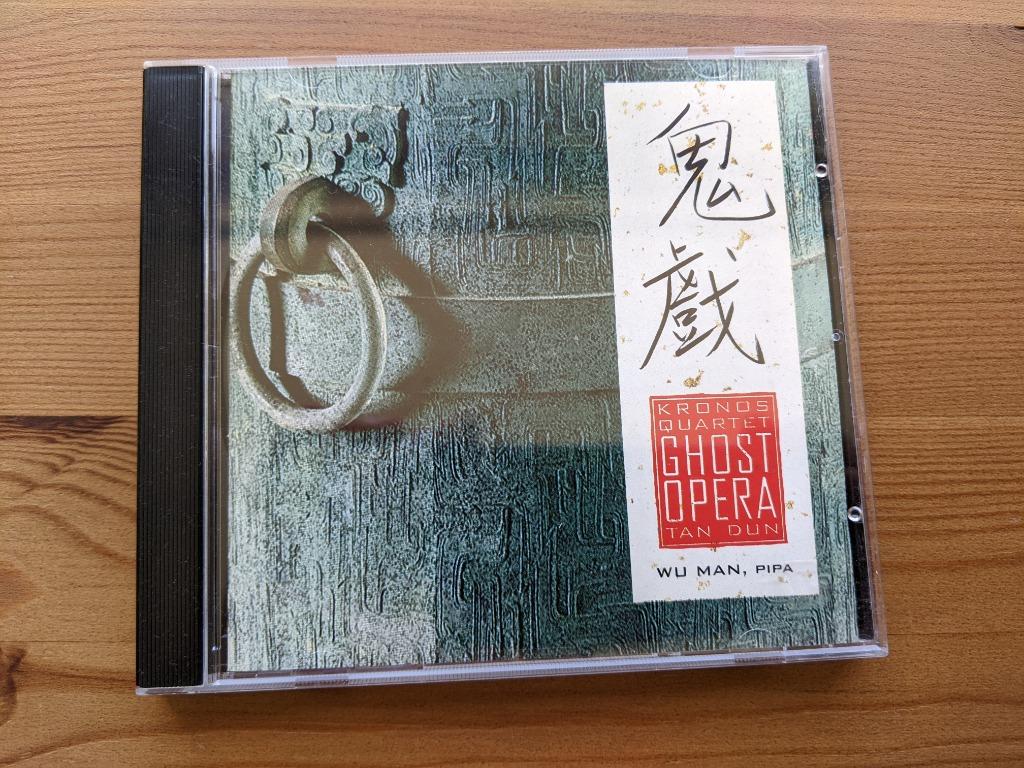 鬼
戲
KRONOS
QUARTET
GHOST
OPERA
TAN DUN
WU MAN, PIPA